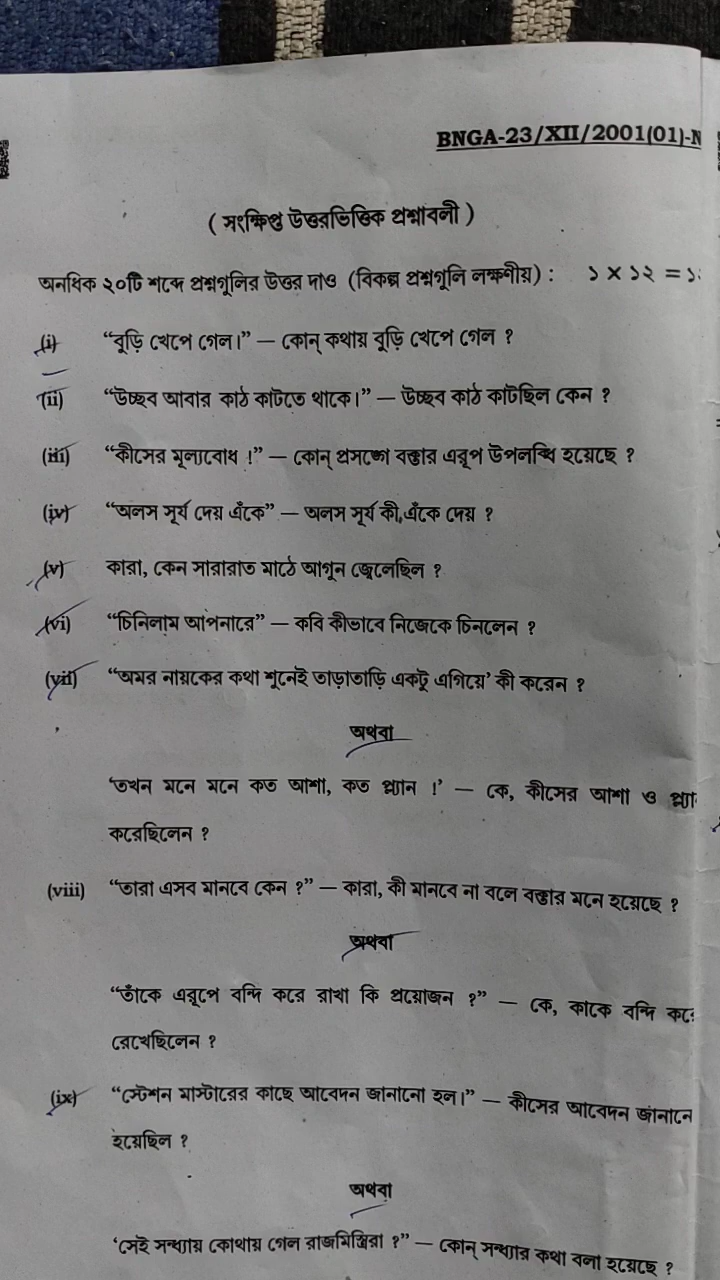 BNGA-23/XII/2001(01)-N
( সংক্ষিপ্ত উত্তরভিত্তিক প্রশ্নাবলী )
অনধিক ২০টি শব্দে প্রশ্নগুলির উত্তর দাও (বিকল্প প্রশ্নগুলি লক্ষণীয়) : ১ × ১২ = ১
(i) “বুড়ি খেপে গেল।” — কোন্ কথায় বুড়ি খেপে গেল ?
(ii) “উচ্ছব আবার কাঠ কাটতে থাকে।” — উচ্ছব কাঠ কাটছিল কেন ?
(iii) “কীসের মূল্যবোধ !” — কোন্ প্রসঙ্গে বক্তার এরূপ উপলব্ধি হয়েছে ?
(iv) “অলস সূর্য দেয় এঁকে” — অলস সূর্য কী এঁকে দেয় ?
(v) কারা, কেন সারারাত মাঠে আগুন জ্বেলেছিল ?
(vi) “চিনিলাম আপনারে” — কবি কীভাবে নিজেকে চিনলেন ?
(vii) “অমর নায়কের কথা শুনেই তাড়াতাড়ি একটু এগিয়ে’ কী করেন ?
অথবা
‘তখন মনে মনে কত আশা, কত প্ল্যান !’ — কে, কীসের আশা ও প্ল্যা
করেছিলেন ?
(viii) “তারা এসব মানবে কেন ?” — কারা, কী মানবে না বলে বক্তার মনে হয়েছে ?
অথবা
“তাঁকে এরূপে বন্দি করে রাখা কি প্রয়োজন ?” — কে, কাকে বন্দি করে
রেখেছিলেন ?
(ix) “স্টেশন মাস্টারের কাছে আবেদন জানানো হল।” — কীসের আবেদন জানানে
হয়েছিল ?
অথবা
‘সেই সন্ধ্যায় কোথায় গেল রাজমিস্ত্রিরা ?” — কোন্ সন্ধ্যার কথা বলা হয়েছে ?